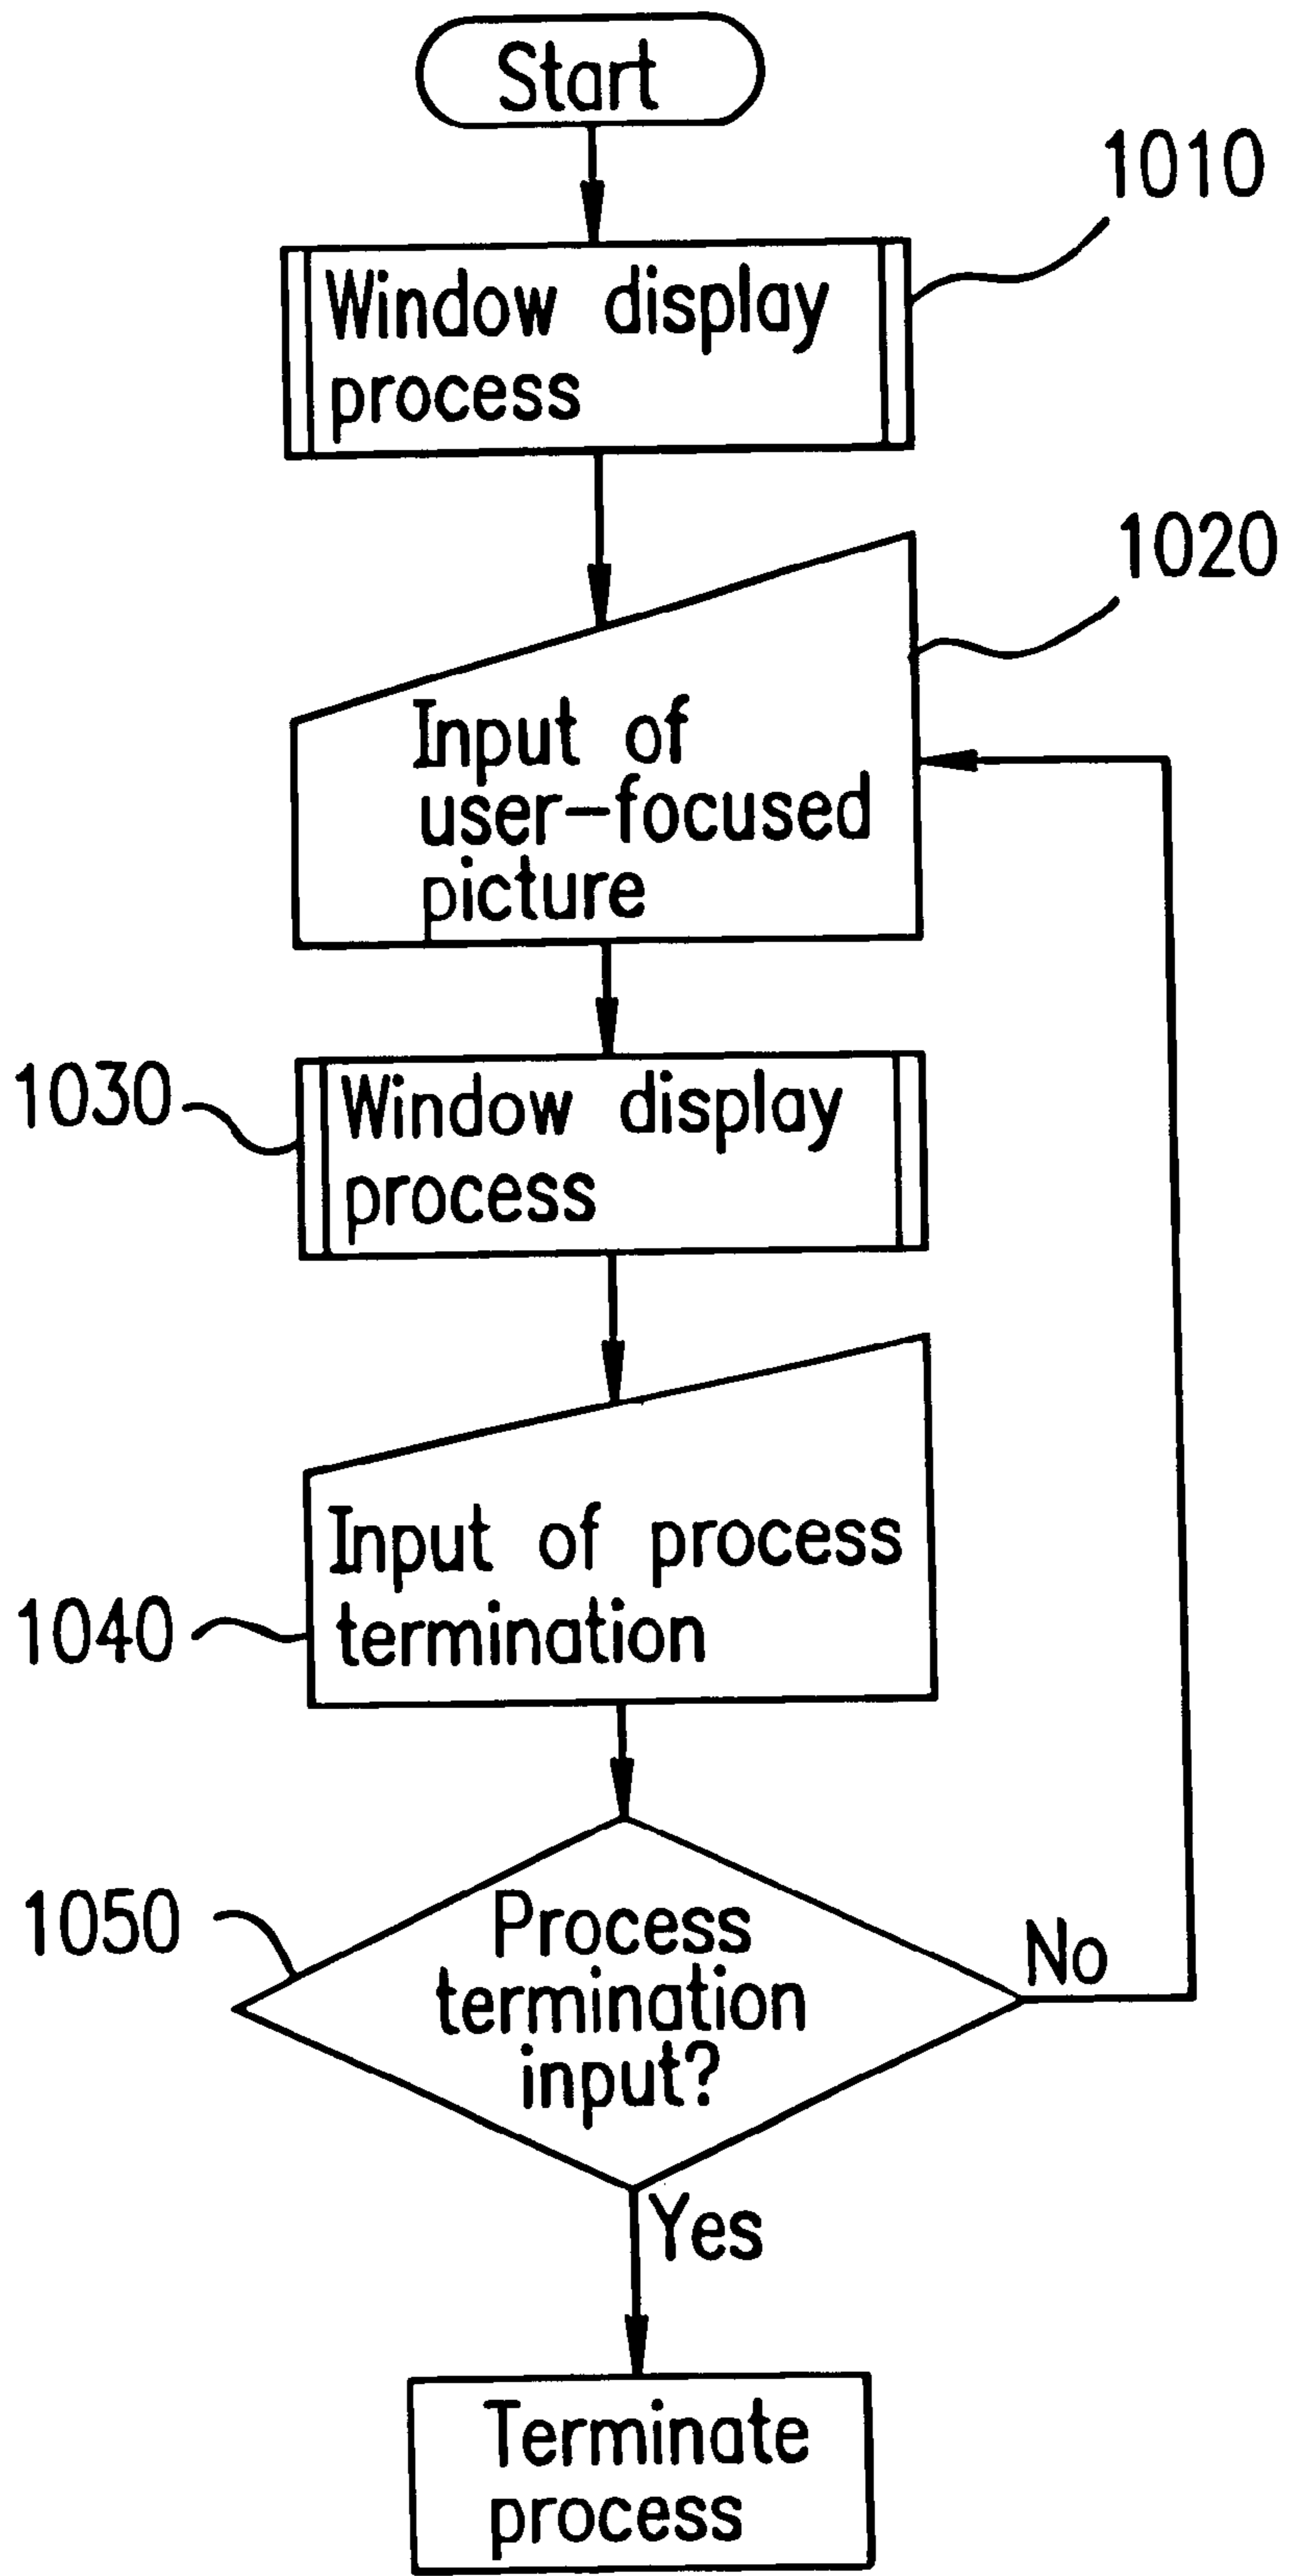 Start
1010
Window display
process
1020
Input of
user-focused
picture
1030
Window display
process
Input of process
1040
termination
1050
Process
termination
input?
No
Yes
Terminate
process